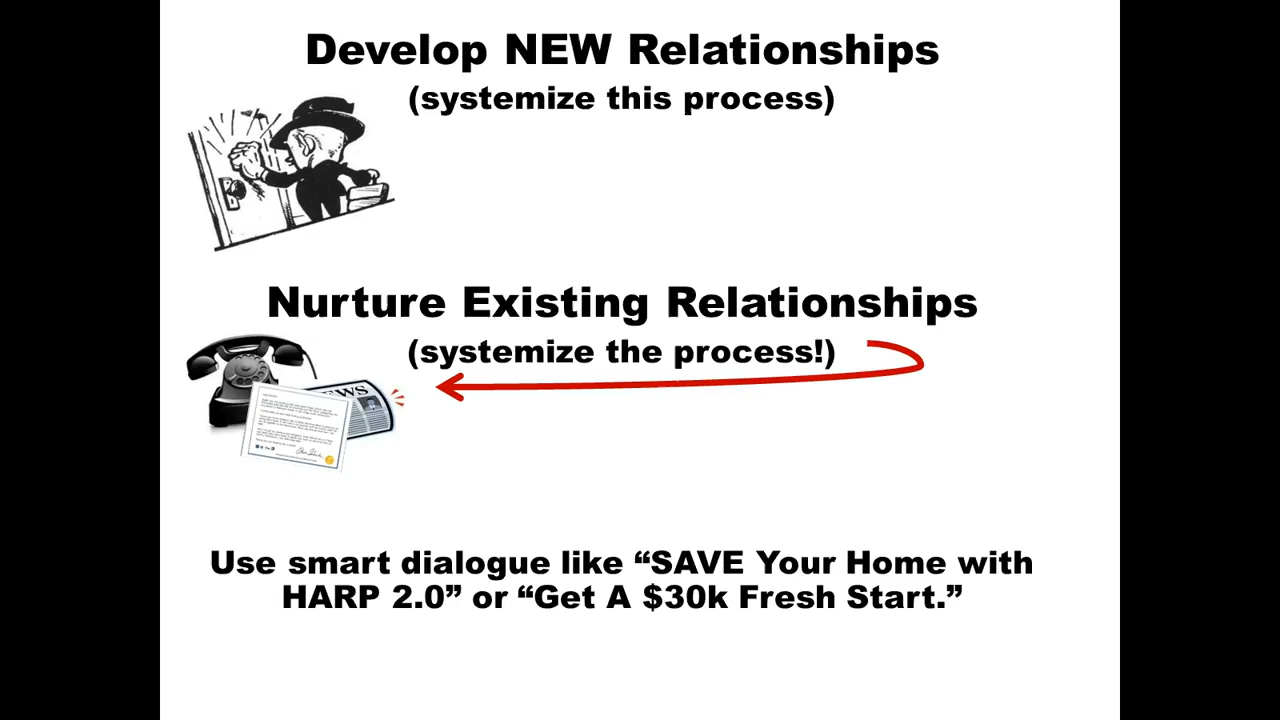 Develop NEW Relationships
(systemize this process)
Nurture Existing Relationships
(systemize the process!)
EWS
Use smart dialogue like “SAVE Your Home with
HARP 2.0” or “Get A $30k Fresh Start.”